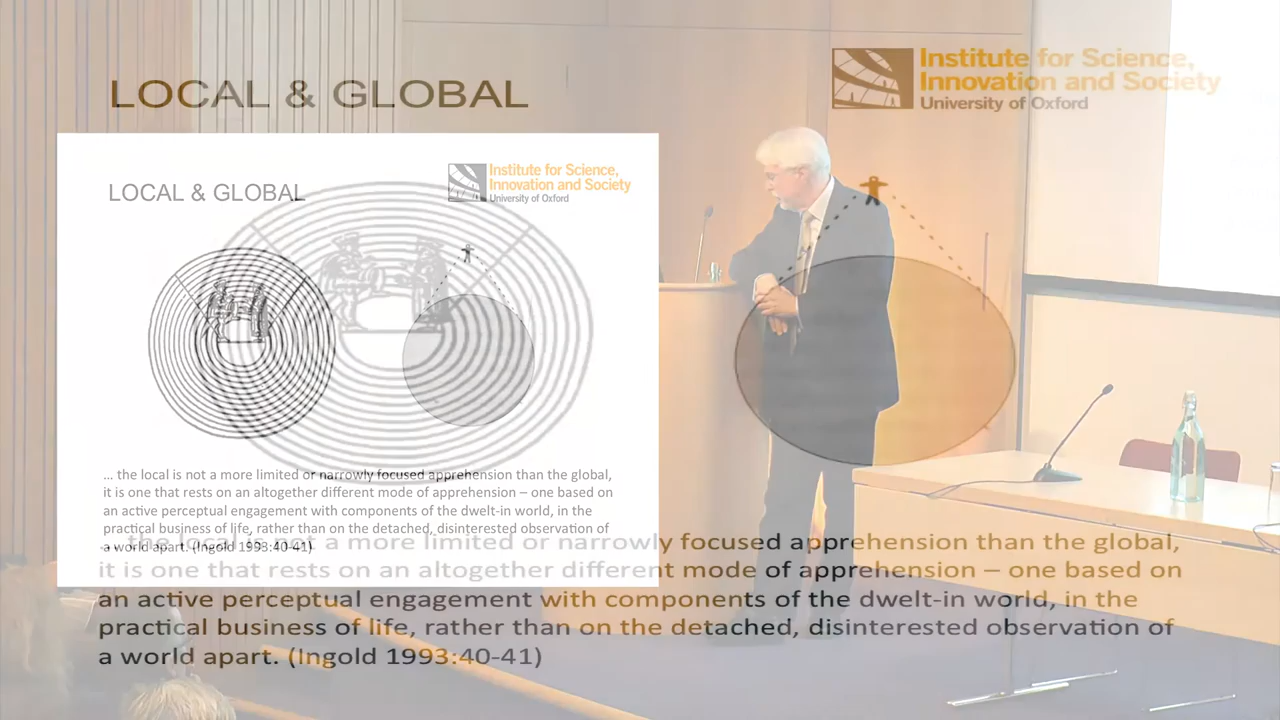 LOCAL & GLOBAL
Institute for Science,
Innovation and Society
University of Oxford
LOCAL & GLOBAL
Institute for Science,
Innovation and Society
University of Oxford
... the local is not a more limited or narrowly focused apprehension than the global,
it is one that rests on an altogether different mode of apprehension – one based on
an active perceptual engagement with components of the dwelt-in world, in the
practical business of life, rather than on the detached, disinterested observation of
a world apart. (Ingold 1993:40-41)
... the local is not a more limited or narrowly focused apprehension than the global,
it is one that rests on an altogether different mode of apprehension – one based on
an active perceptual engagement with components of the dwelt-in world, in the
practical business of life, rather than on the detached, disinterested observation of
a world apart. (Ingold 1993:40-41)